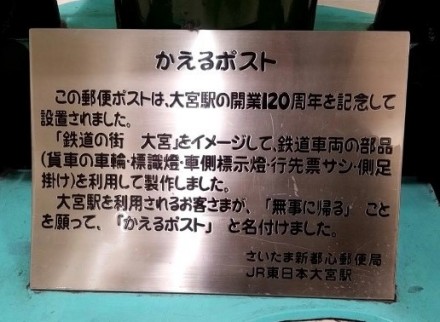 かえるポスト
この郵便ポストは、大宮駅の開業120周年を記念して
設置されました。
「鉄道の街　大宮」をイメージして、鉄道車両の部品
(貨車の車輪・標識燈・車側標示燈・行先票サシ・側足
掛け)を利用して製作しました。
大宮駅を利用されるお客さまが、「無事に帰る」こと
を願って、「かえるポスト」と名付けました。
さいたま新都心郵便局
JR東日本大宮駅